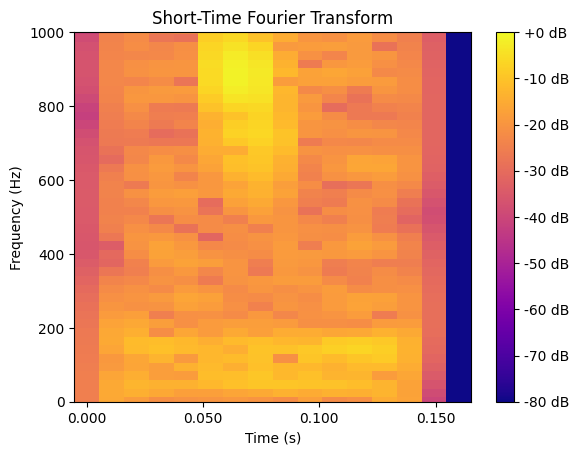 Short-Time Fourier Transform
1000
800
600
400
200
0
Frequency (Hz)
0.000
0.050
0.100
0.150
Time (s)
+0 dB
-10 dB
-20 dB
-30 dB
-40 dB
-50 dB
-60 dB
-70 dB
-80 dB